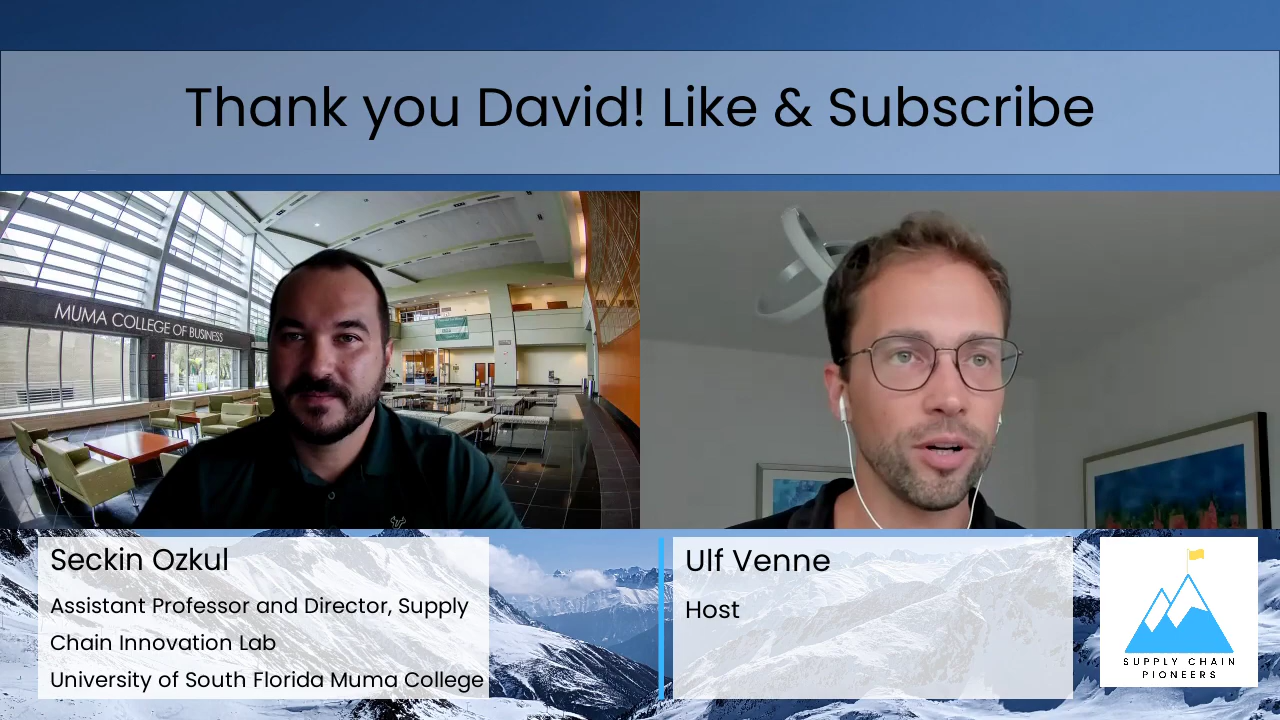 Thank you David! Like & Subscribe
MUMA COLLEGE OF BUSINESS
Seckin Ozkul
Assistant Professor and Director, Supply
Chain Innovation Lab
University of South Florida Muma College
Ulf Venne
Host
SUPPLY CHAIN
PIONEERS